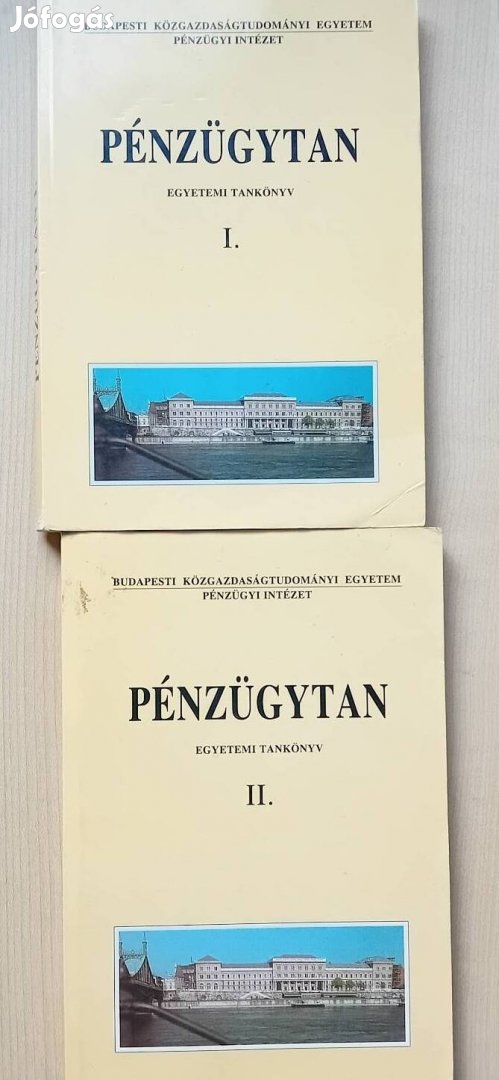 Jófogás
BUDAPESTI KÖZGAZDASÁGTUDOMÁNYI EGYETEM
PÉNZÜGYI INTÉZET
PÉNZÜGYTAN
EGYETEMI TANKÖNYV
I.
BUDAPESTI KÖZGAZDASÁGTUDOMÁNYI EGYETEM
PÉNZÜGYI INTÉZET
PÉNZÜGYTAN
EGYETEMI TANKÖNYV
II.